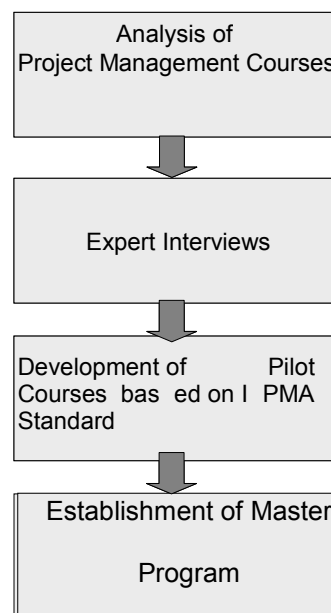 Analysis of
Project Management Courses
Expert Interviews
Development of Pilot
Courses bas ed on I PMA
Standard
Establishment of Master
Program